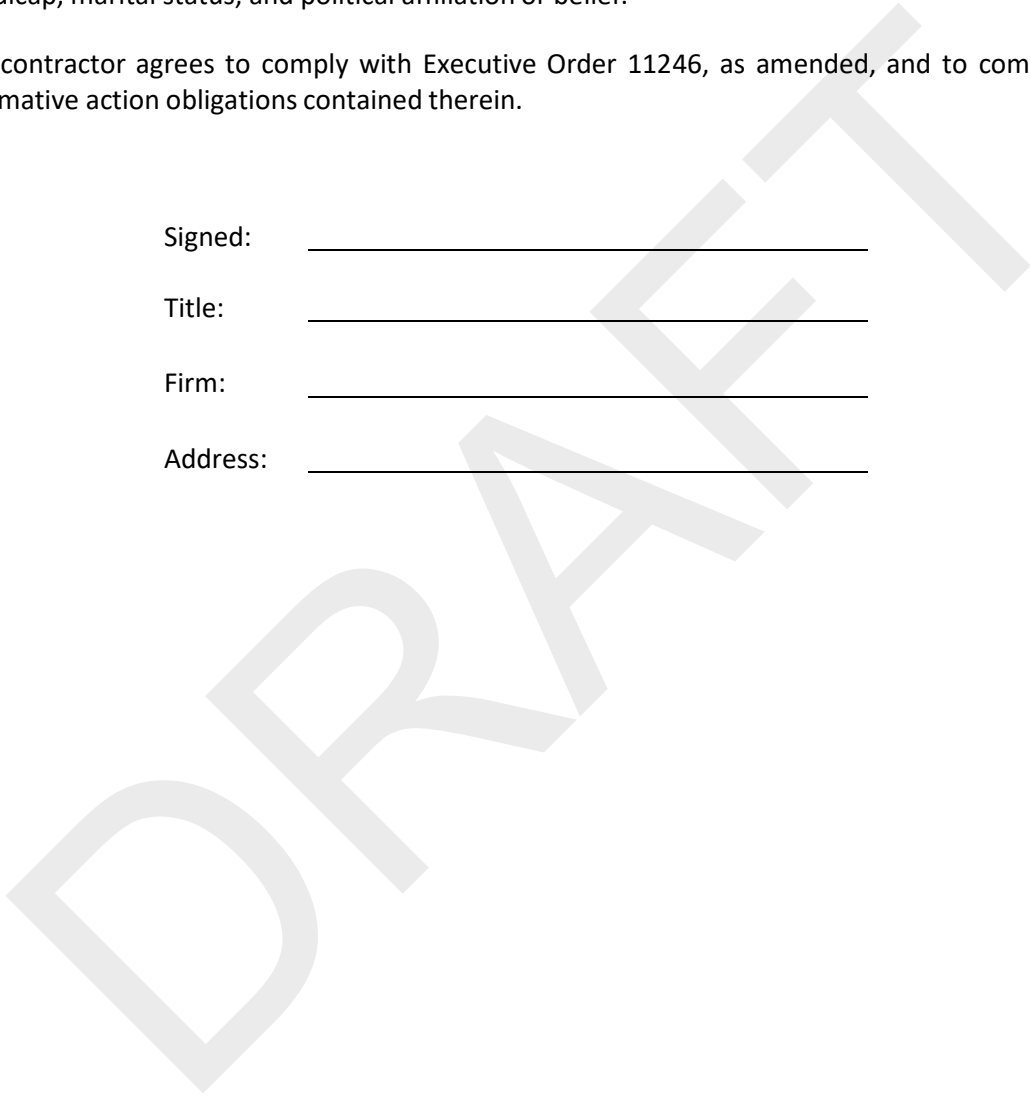 marital status, and political affiliation or belief.
contractor agrees to comply with Executive Order 11246, as amended, and to com
mative action obligations contained therein.
Signed:
Title:
Firm:
Address:
DRAFT